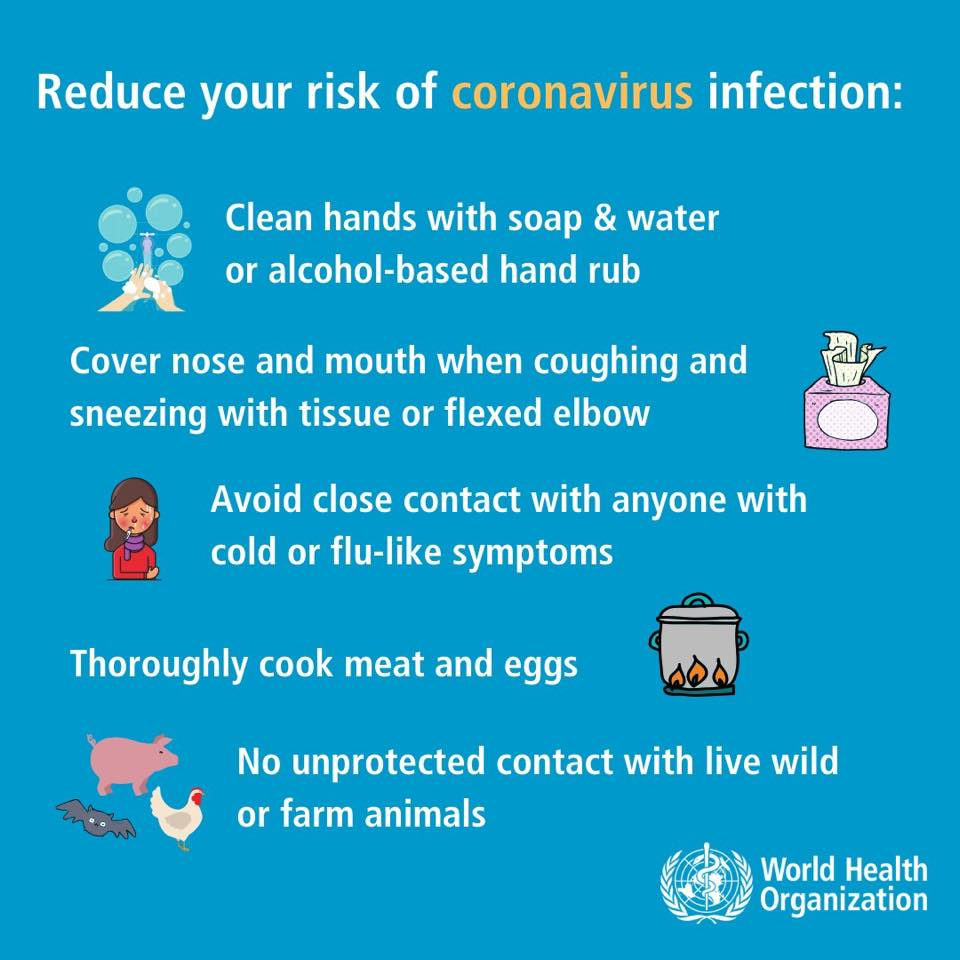 Reduce your risk of coronavirus infection:
Clean hands with soap & water
or alcohol-based hand rub
Cover nose and mouth when coughing and
sneezing with tissue or flexed elbow
Avoid close contact with anyone with
cold or flu-like symptoms
Thoroughly cook meat and eggs
No unprotected contact with live wild
or farm animals
World Health
Organization